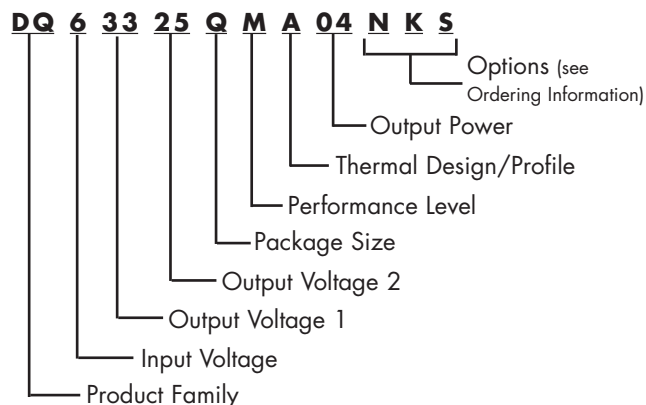 DQ 6 33 25 Q M A 04 N K S
Options (see
Ordering Information)
Output Power
Thermal Design/Profile
Performance Level
Package Size
Output Voltage 2
Output Voltage 1
Input Voltage
Product Family